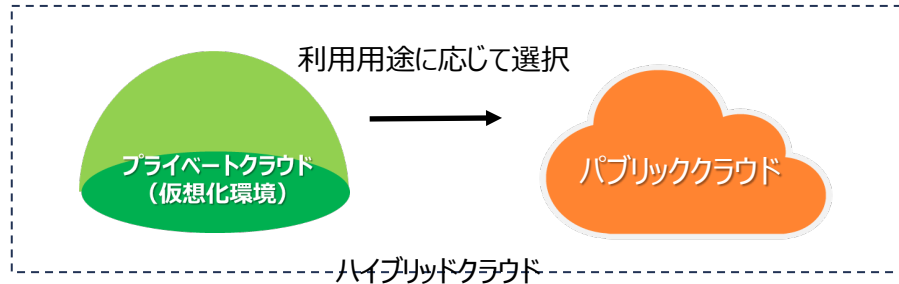 利用用途に応じて選択
プライベートクラウド
（仮想化環境）
パブリッククラウド
ハイブリッドクラウド